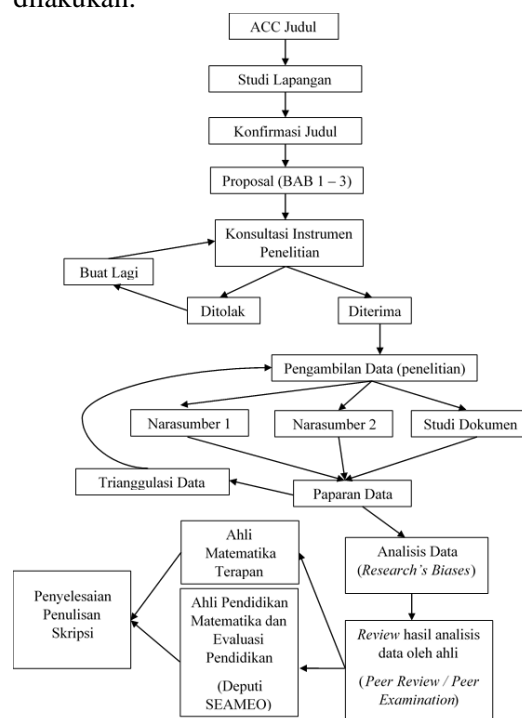 dilakukan.
ACC Judul
Studi Lapangan
Konfirmasi Judul
Proposal (BAB 1 – 3)
Konsultasi Instrumen
Penelitian
Buat Lagi
Ditolak
Diterima
Pengambilan Data (penelitian)
Narasumber 1
Narasumber 2
Studi Dokumen
Trianggulasi Data
Paparan Data
Ahli
Matematika
Terapan
Analisis Data
(Research's Biases)
Penyelesaian
Penulisan
Skripsi
Ahli Pendidikan
Matematika dan
Evaluasi
Pendidikan
(Deputi
SEAMEO)
Review hasil analisis
data oleh ahli
(Peer Review / Peer
Examination)